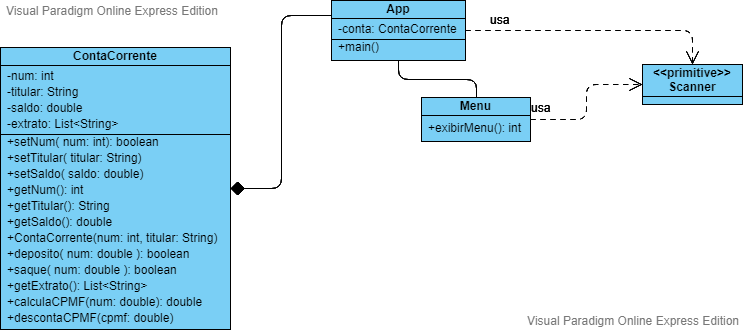 Visual Paradigm Online Express Edition
ContaCorrente
-num: int
-titular: String
-saldo: double
-extrato: List<String>
+setNum( num: int): boolean
+setTitular( titular: String)
+setSaldo( saldo: double)
+getNum(): int
+getTitular(): String
+getSaldo(): double
+ContaCorrente(num: int, titular: String)
+deposito( num: double ): boolean
+saque( num: double ): boolean
+getExtrato(): List<String>
+calculaCPMF(num: double): double
+descontaCPMF(cpmf: double)
App
-conta: ContaCorrente
+main()
usa
Menu
+exibirMenu(): int
usa
<<primitive>>
Scanner
Visual Paradigm Online Express Edition